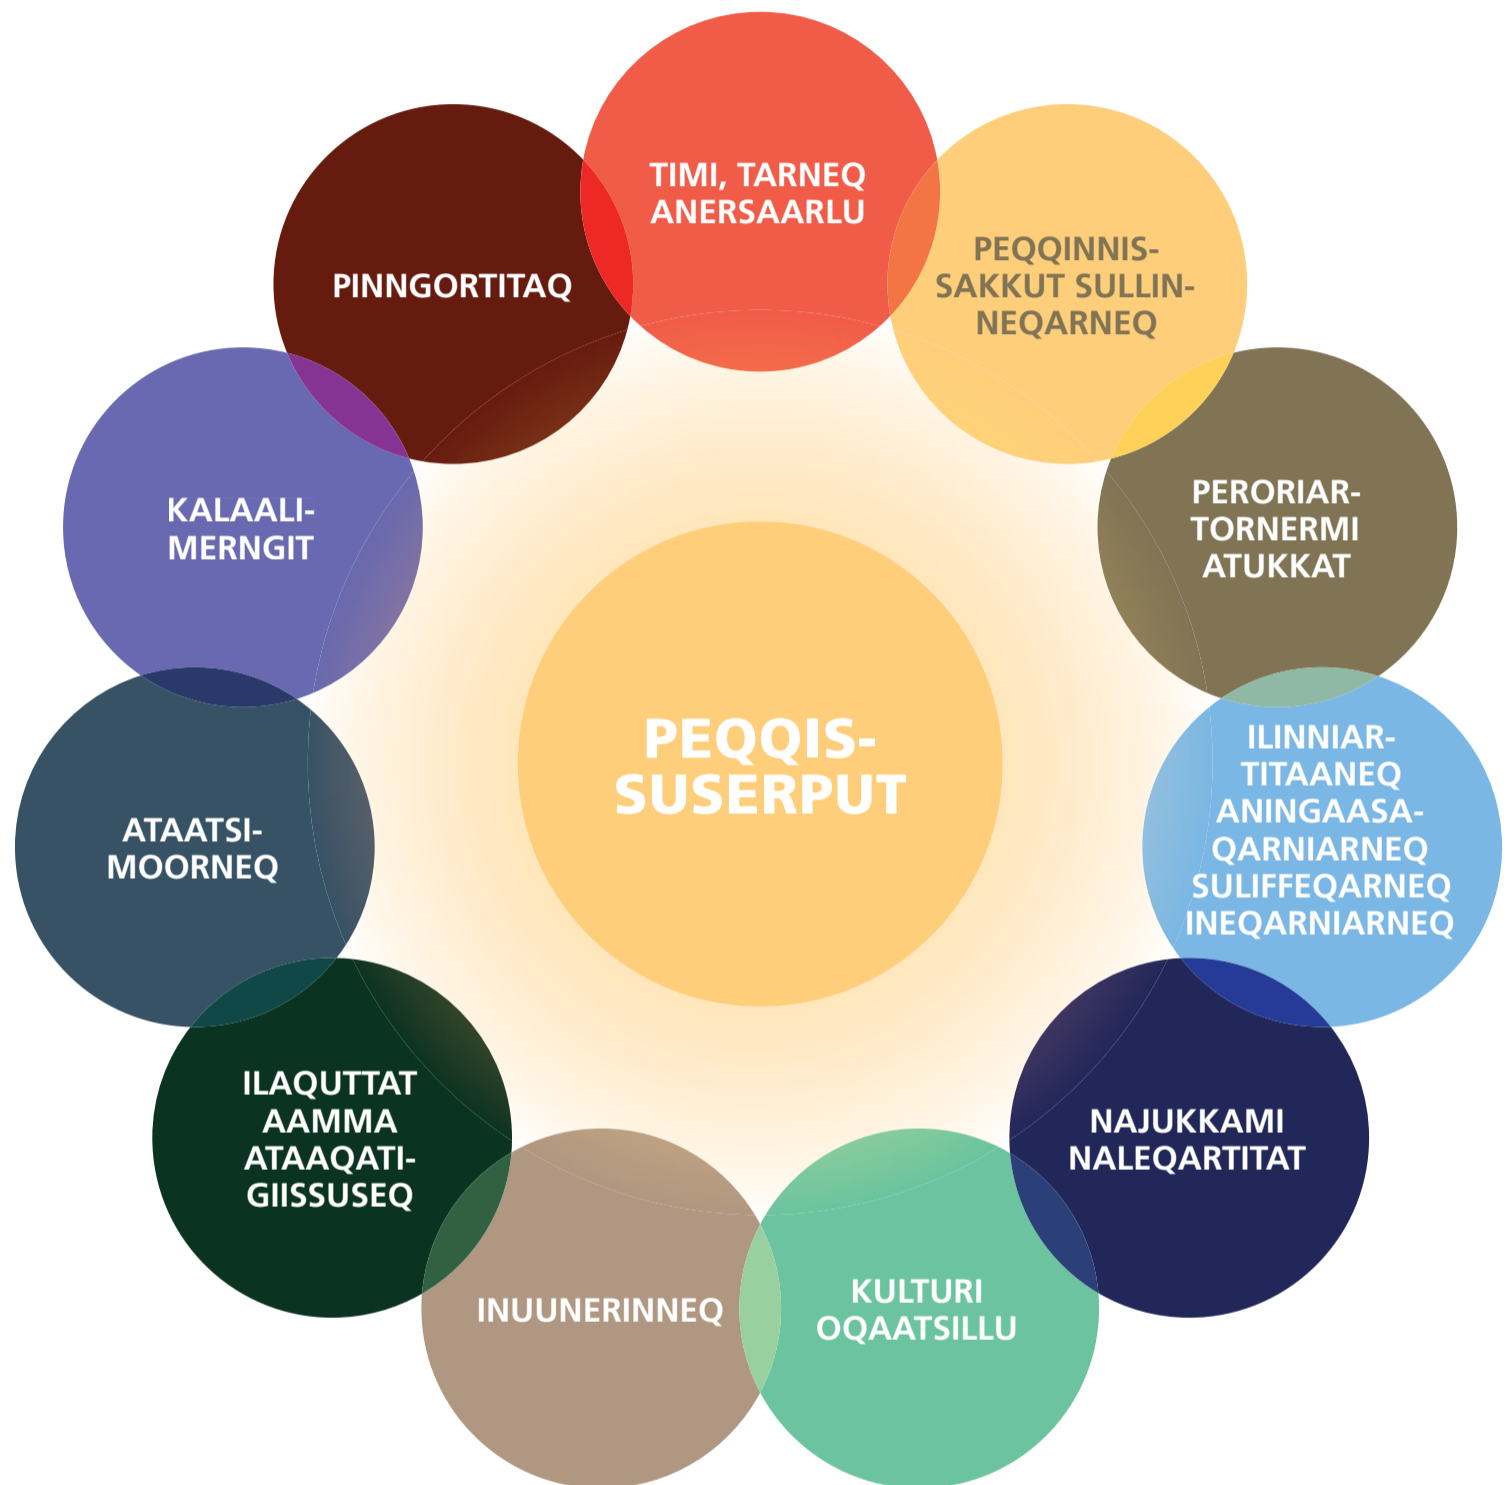 TIMI, TARNEQ
ANERSAARLU
PEQQINNIS-
SAKKUT SULLIN-
NEQARNEQ
PERORIAR-
TORNERMI
ATUKKAT
ILINNIAR-
TITAANEQ
ANINGAASA-
QARNIARNEQ
SULIFFEQARNEQ
INEQARNIARNEQ
NAJUKKAMI
NALEQARTITAT
KULTURI
OQAATSILLU
INUUNERINNEQ
ILAQUTTAT
AAMMA
ATAAQATI-
GIISSUSEQ
ATAATSI-
MOORNEQ
KALAALI-
MERNGIT
PINNGORTITAQ
PEQQIS-
SUSERPUT